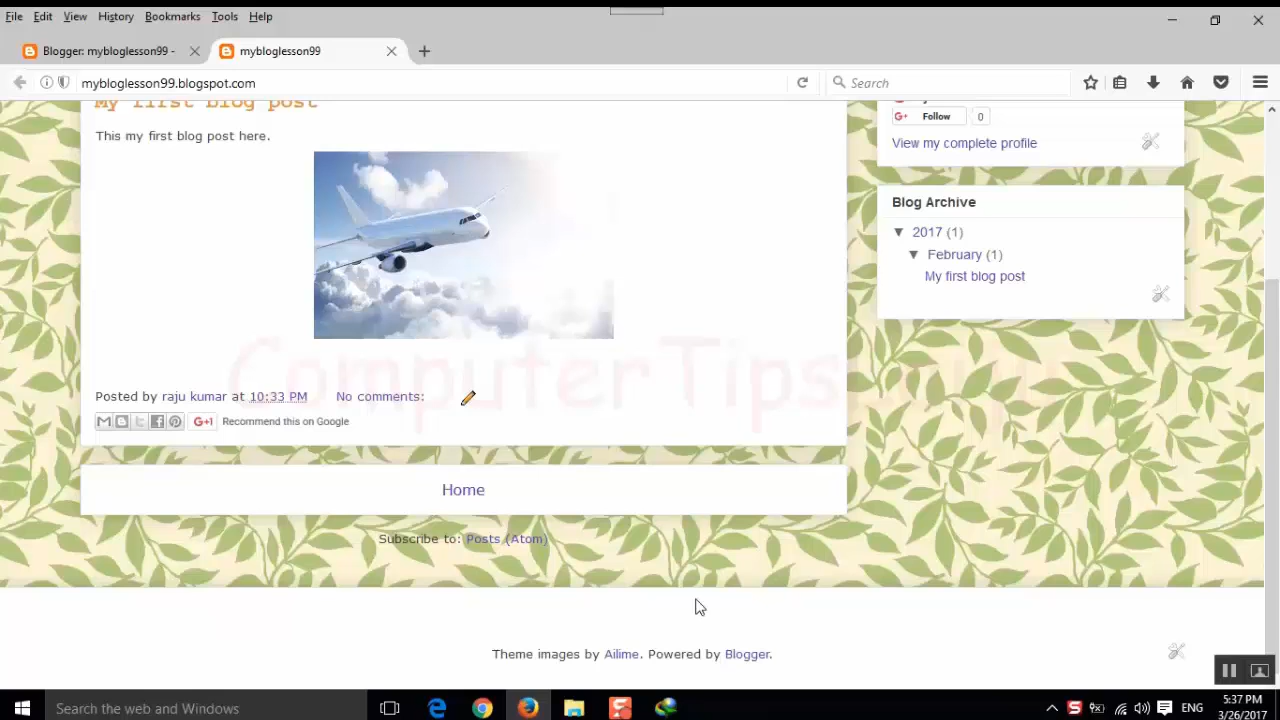 File Edit View History Bookmarks Tools Help
Blogger: mybloglesson99 -
mybloglesson99
mybloglesson99.blogspot.com
Search
My first blog post
This my first blog post here.
Posted by raju kumar at 10:33 PM No comments:
G+1 Recommend this on Google
Home
Subscribe to: Posts (Atom)
G+ Follow 0
View my complete profile
Blog Archive
▼ 2017 (1)
▼ February (1)
My first blog post
Theme images by Ailime. Powered by Blogger.
Search the web and Windows
ENG
5:37 PM
3/26/2017